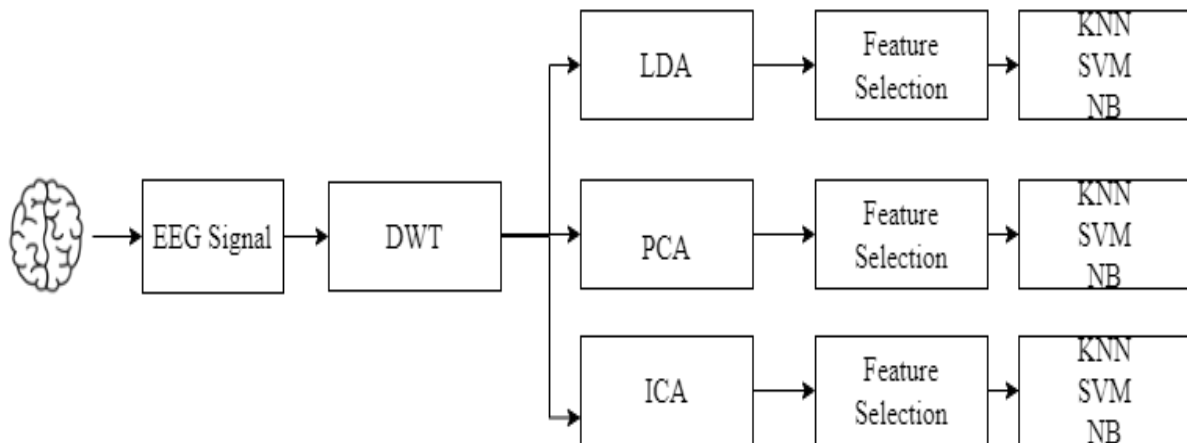 EEG Signal
DWT
LDA
Feature
Selection
KNN
SVM
NB
PCA
Feature
Selection
KNN
SVM
NB
ICA
Feature
Selection
KNN
SVM
NB